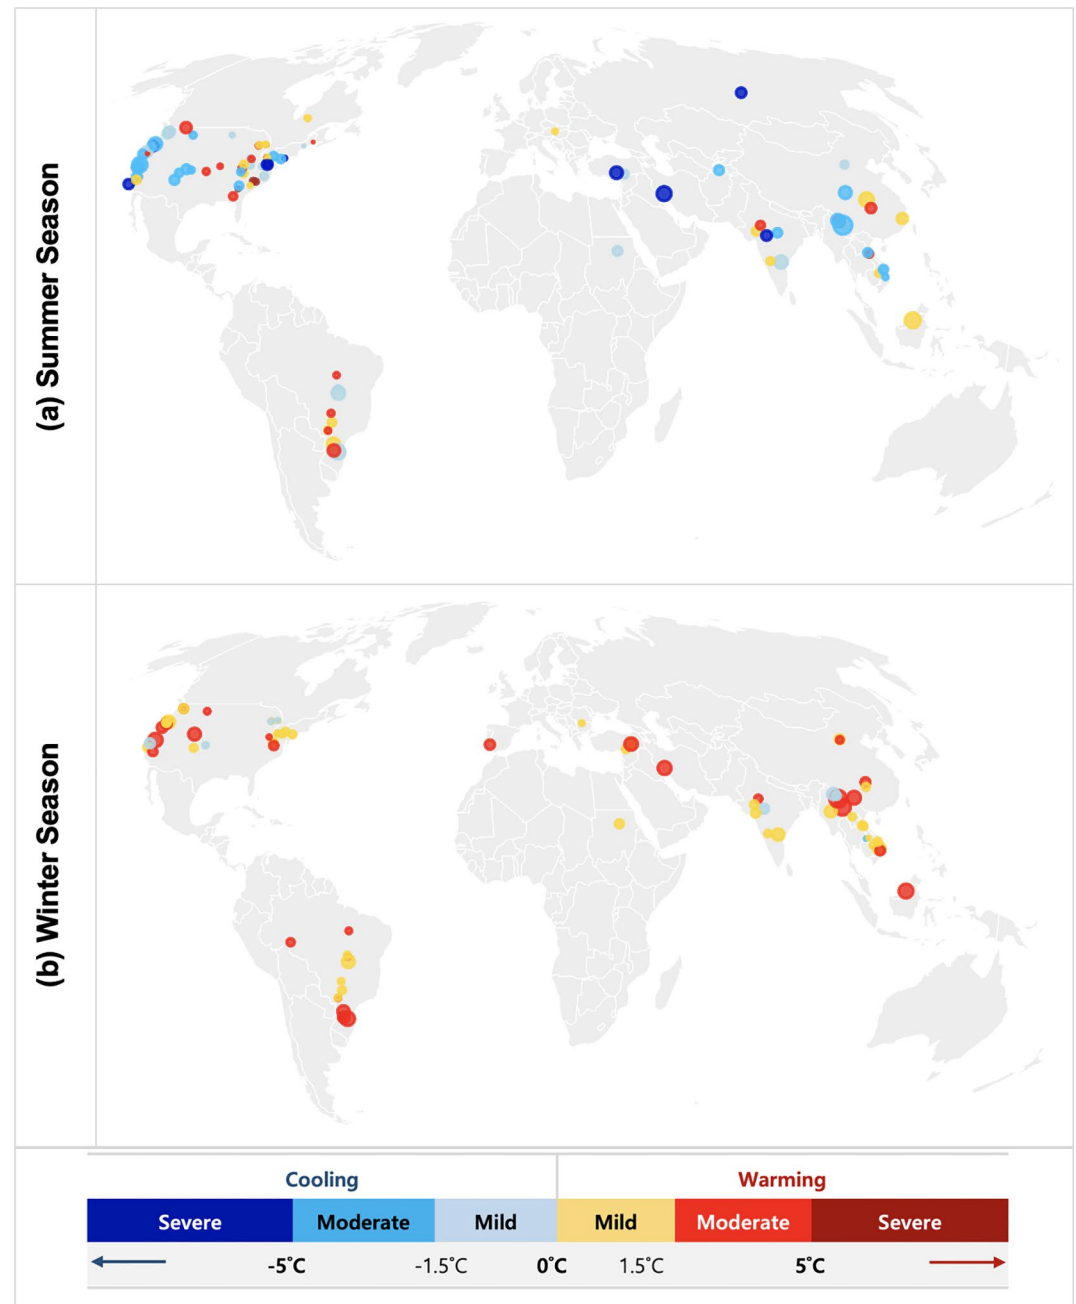 (a) Summer Season
(b) Winter Season
Cooling Warming
Severe Moderate Mild Mild Moderate Severe
-5˚C -1.5˚C 0˚C 1.5˚C 5˚C